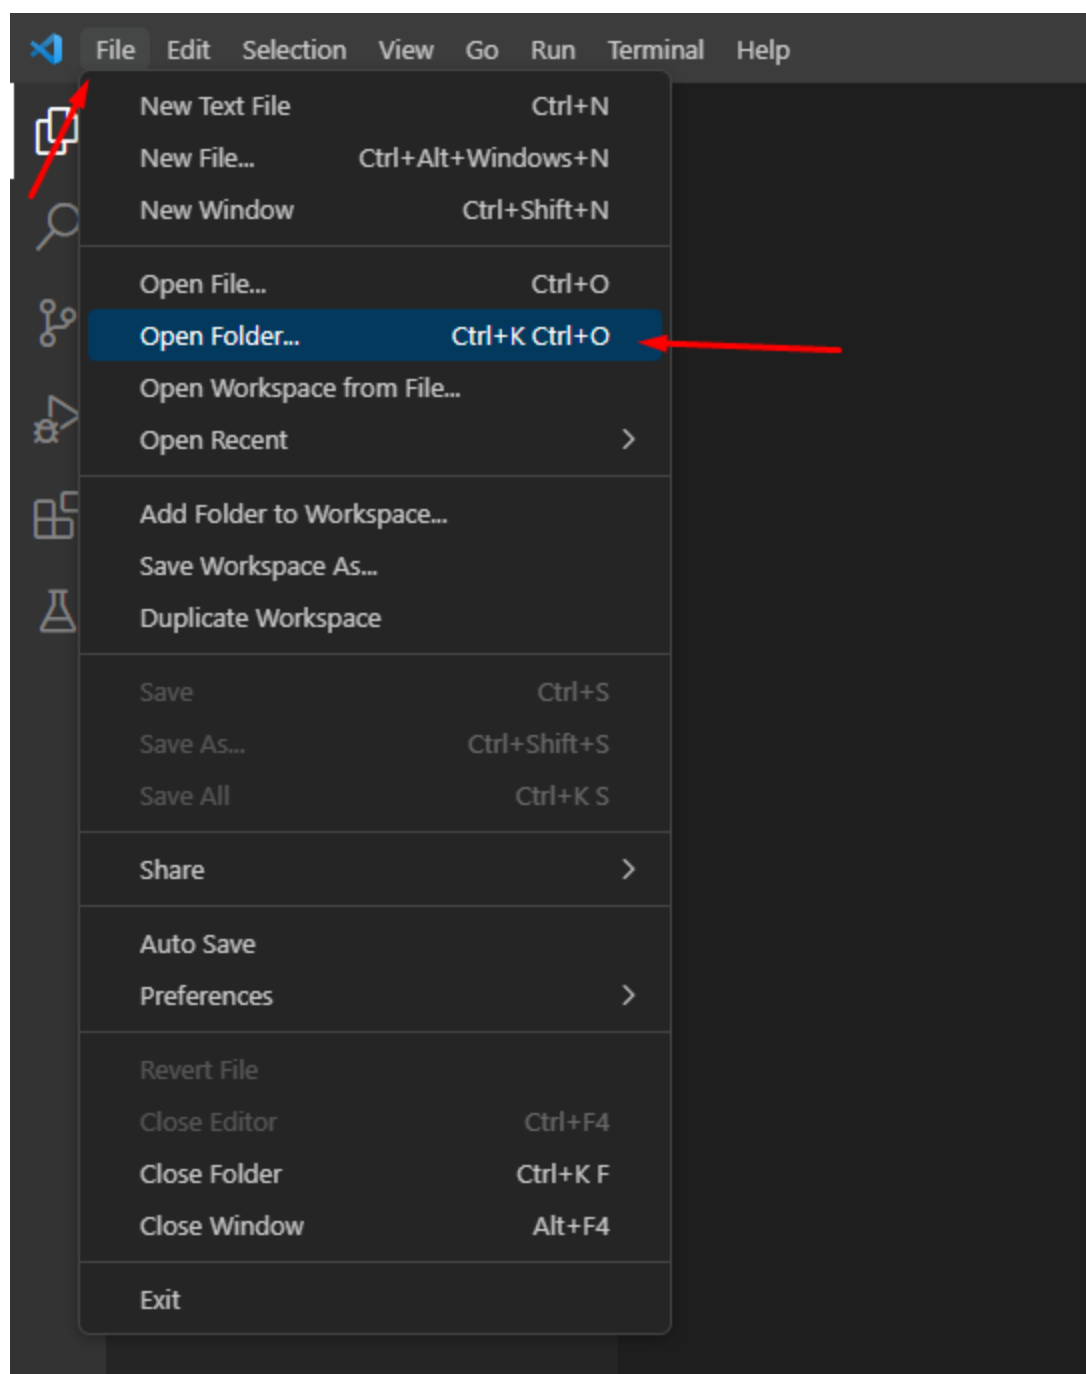 File Edit Selection View Go Run Terminal Help
New Text File Ctrl+N
New File... Ctrl+Alt+Windows+N
New Window Ctrl+Shift+N
Open File... Ctrl+O
Open Folder... Ctrl+K Ctrl+O
Open Workspace from File...
Open Recent
Add Folder to Workspace...
Save Workspace As...
Duplicate Workspace
Save Ctrl+S
Save As... Ctrl+Shift+S
Save All Ctrl+K S
Share
Auto Save
Preferences
Revert File
Close Editor Ctrl+F4
Close Folder Ctrl+K F
Close Window Alt+F4
Exit